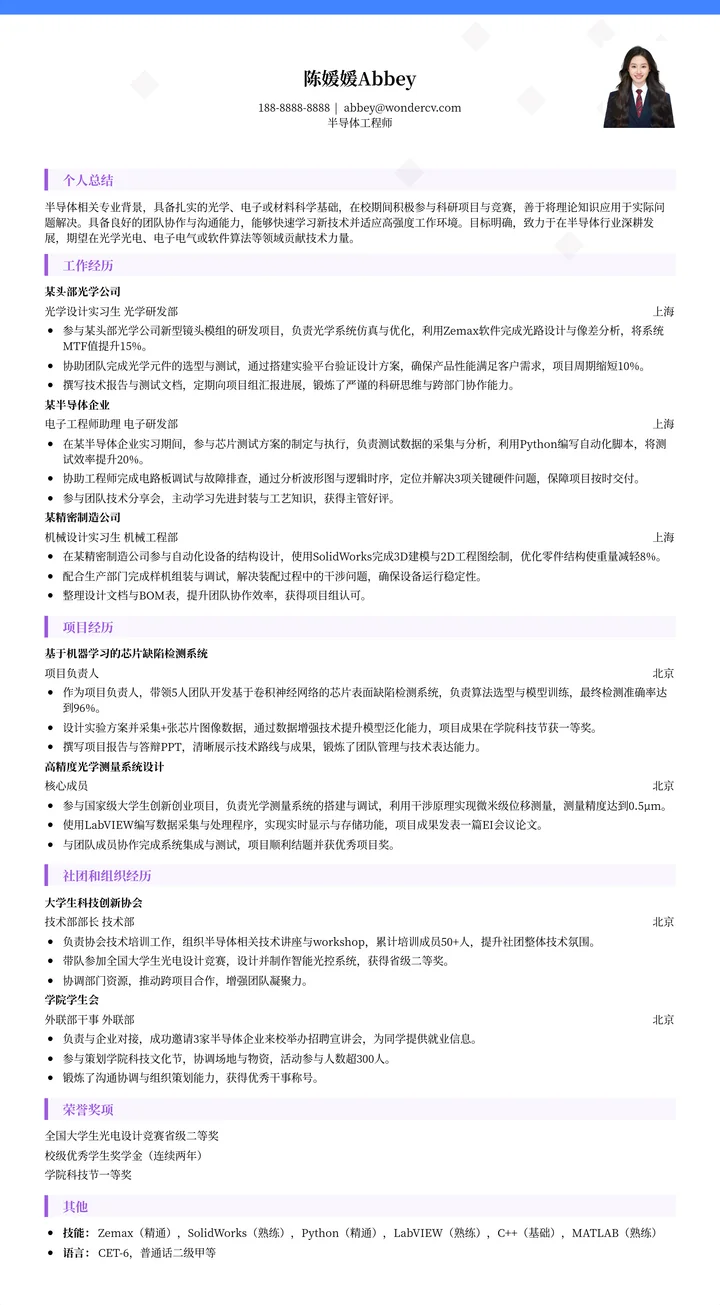 陈媛媛Abbey
188-8888-8888 | abbey@wondercv.com
半导体工程师
个人总结
半导体相关专业背景，具备扎实的光学、电子或材料科学基础，在校期间积极参与科研项目与竞赛，善于将理论知识应用于实际问
题解决。具备良好的团队协作与沟通能力，能够快速学习新技术并适应高强度工作环境。目标明确，致力于在半导体行业深耕发
展，期望在光学光电、电子电气或软件算法等领域贡献技术力量。
工作经历
某头部光学公司
光学设计实习生 光学研发部 上海
• 参与某头部光学公司新型镜头模组的研发项目，负责光学系统仿真与优化，利用Zemax软件完成光路设计与像差分析，将系统
MTF值提升15%。
• 协助团队完成光学元件的选型与测试，通过搭建实验平台验证设计方案，确保产品性能满足客户需求，项目周期缩短10%。
• 撰写技术报告与测试文档，定期向项目组汇报进展，锻炼了严谨的科研思维与跨部门协作能力。
某半导体企业
电子工程师助理 电子研发部 上海
• 在某半导体企业实习期间，参与芯片测试方案的制定与执行，负责测试数据的采集与分析，利用Python编写自动化脚本，将测
试效率提升20%。
• 协助工程师完成电路板调试与故障排查，通过分析波形图与逻辑时序，定位并解决3项关键硬件问题，保障项目按时交付。
• 参与团队技术分享会，主动学习先进封装与工艺知识，获得主管好评。
某精密制造公司
机械设计实习生 机械工程部 上海
• 在某精密制造公司参与自动化设备的结构设计，使用SolidWorks完成3D建模与2D工程图绘制，优化零件结构使重量减轻8%。
• 配合生产部门完成样机组装与调试，解决装配过程中的干涉问题，确保设备运行稳定性。
• 整理设计文档与BOM表，提升团队协作效率，获得项目组认可。
项目经历
基于机器学习的芯片缺陷检测系统
项目负责人 北京
• 作为项目负责人，带领5人团队开发基于卷积神经网络的芯片表面缺陷检测系统，负责算法选型与模型训练，最终检测准确率达
到96%。
• 设计实验方案并采集+张芯片图像数据，通过数据增强技术提升模型泛化能力，项目成果在学院科技节获一等奖。
• 撰写项目报告与答辩PPT，清晰展示技术路线与成果，锻炼了团队管理与技术表达能力。
高精度光学测量系统设计
核心成员 北京
• 参与国家级大学生创新创业项目，负责光学测量系统的搭建与调试，利用干涉原理实现微米级位移测量，测量精度达到0.5μm。
• 使用LabVIEW编写数据采集与处理程序，实现实时显示与存储功能，项目成果发表一篇EI会议论文。
• 与团队成员协作完成系统集成与测试，项目顺利结题并获优秀项目奖。
社团和组织经历
大学生科技创新协会
技术部部长 技术部 北京
• 负责协会技术培训工作，组织半导体相关技术讲座与workshop，累计培训成员50+人，提升社团整体技术氛围。
• 带队参加全国大学生光电设计竞赛，设计并制作智能光控系统，获得省级二等奖。
• 协调部门资源，推动跨项目合作，增强团队凝聚力。
学院学生会
外联部干事 外联部 北京
• 负责与企业对接，成功邀请3家半导体企业来校举办招聘宣讲会，为同学提供就业信息。
• 参与策划学院科技文化节，协调场地与物资，活动参与人数超300人。
• 锻炼了沟通协调与组织策划能力，获得优秀干事称号。
荣誉奖项
全国大学生光电设计竞赛省级二等奖
校级优秀学生奖学金（连续两年）
学院科技节一等奖
其他
• 技能： Zemax（精通），SolidWorks（熟练），Python（精通），LabVIEW（熟练），C++（基础），MATLAB（熟练）
• 语言： CET-6，普通话二级甲等